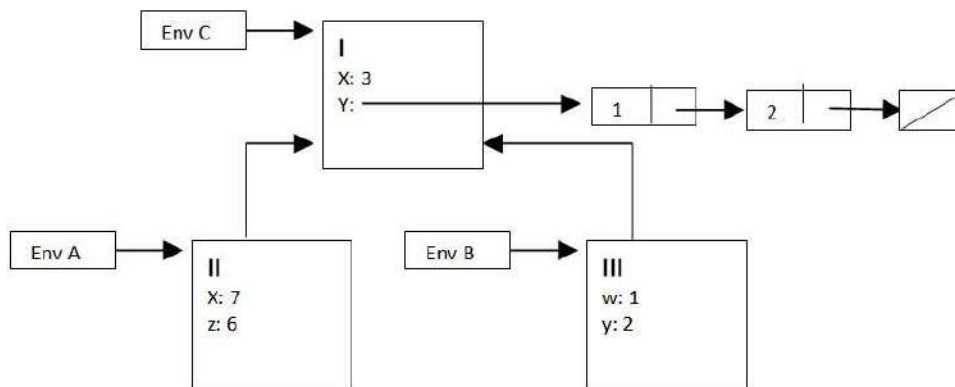 Env C
I
X: 3
Y:
1
2
Env A
II
X: 7
z: 6
Env B
III
w: 1
y: 2